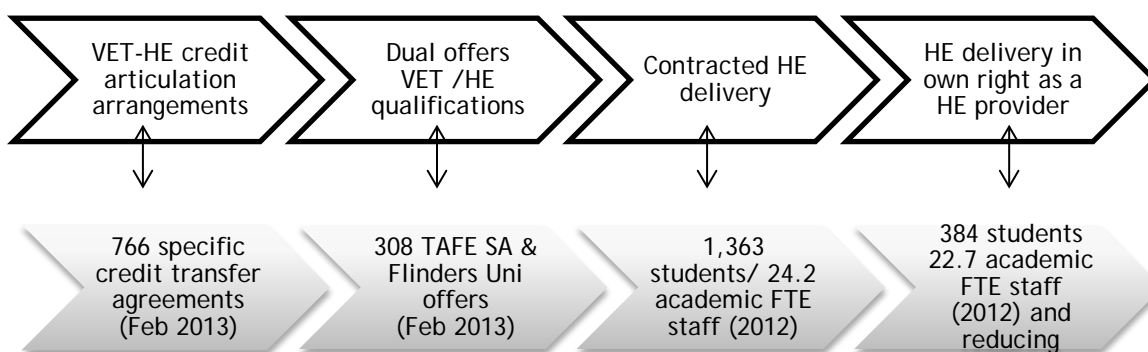 VET-HE credit
articulation
arrangements
Dual offers
VET /HE
qualifications
Contracted HE
delivery
HE delivery in
own right as a
HE provider
766 specific
credit transfer
agreements
(Feb 2013)
308 TAFE SA &
Flinders Uni
offers
(Feb 2013)
1,363
students/ 24.2
academic FTE
staff (2012)
384 students
22.7 academic
FTE staff
(2012) and
reducing